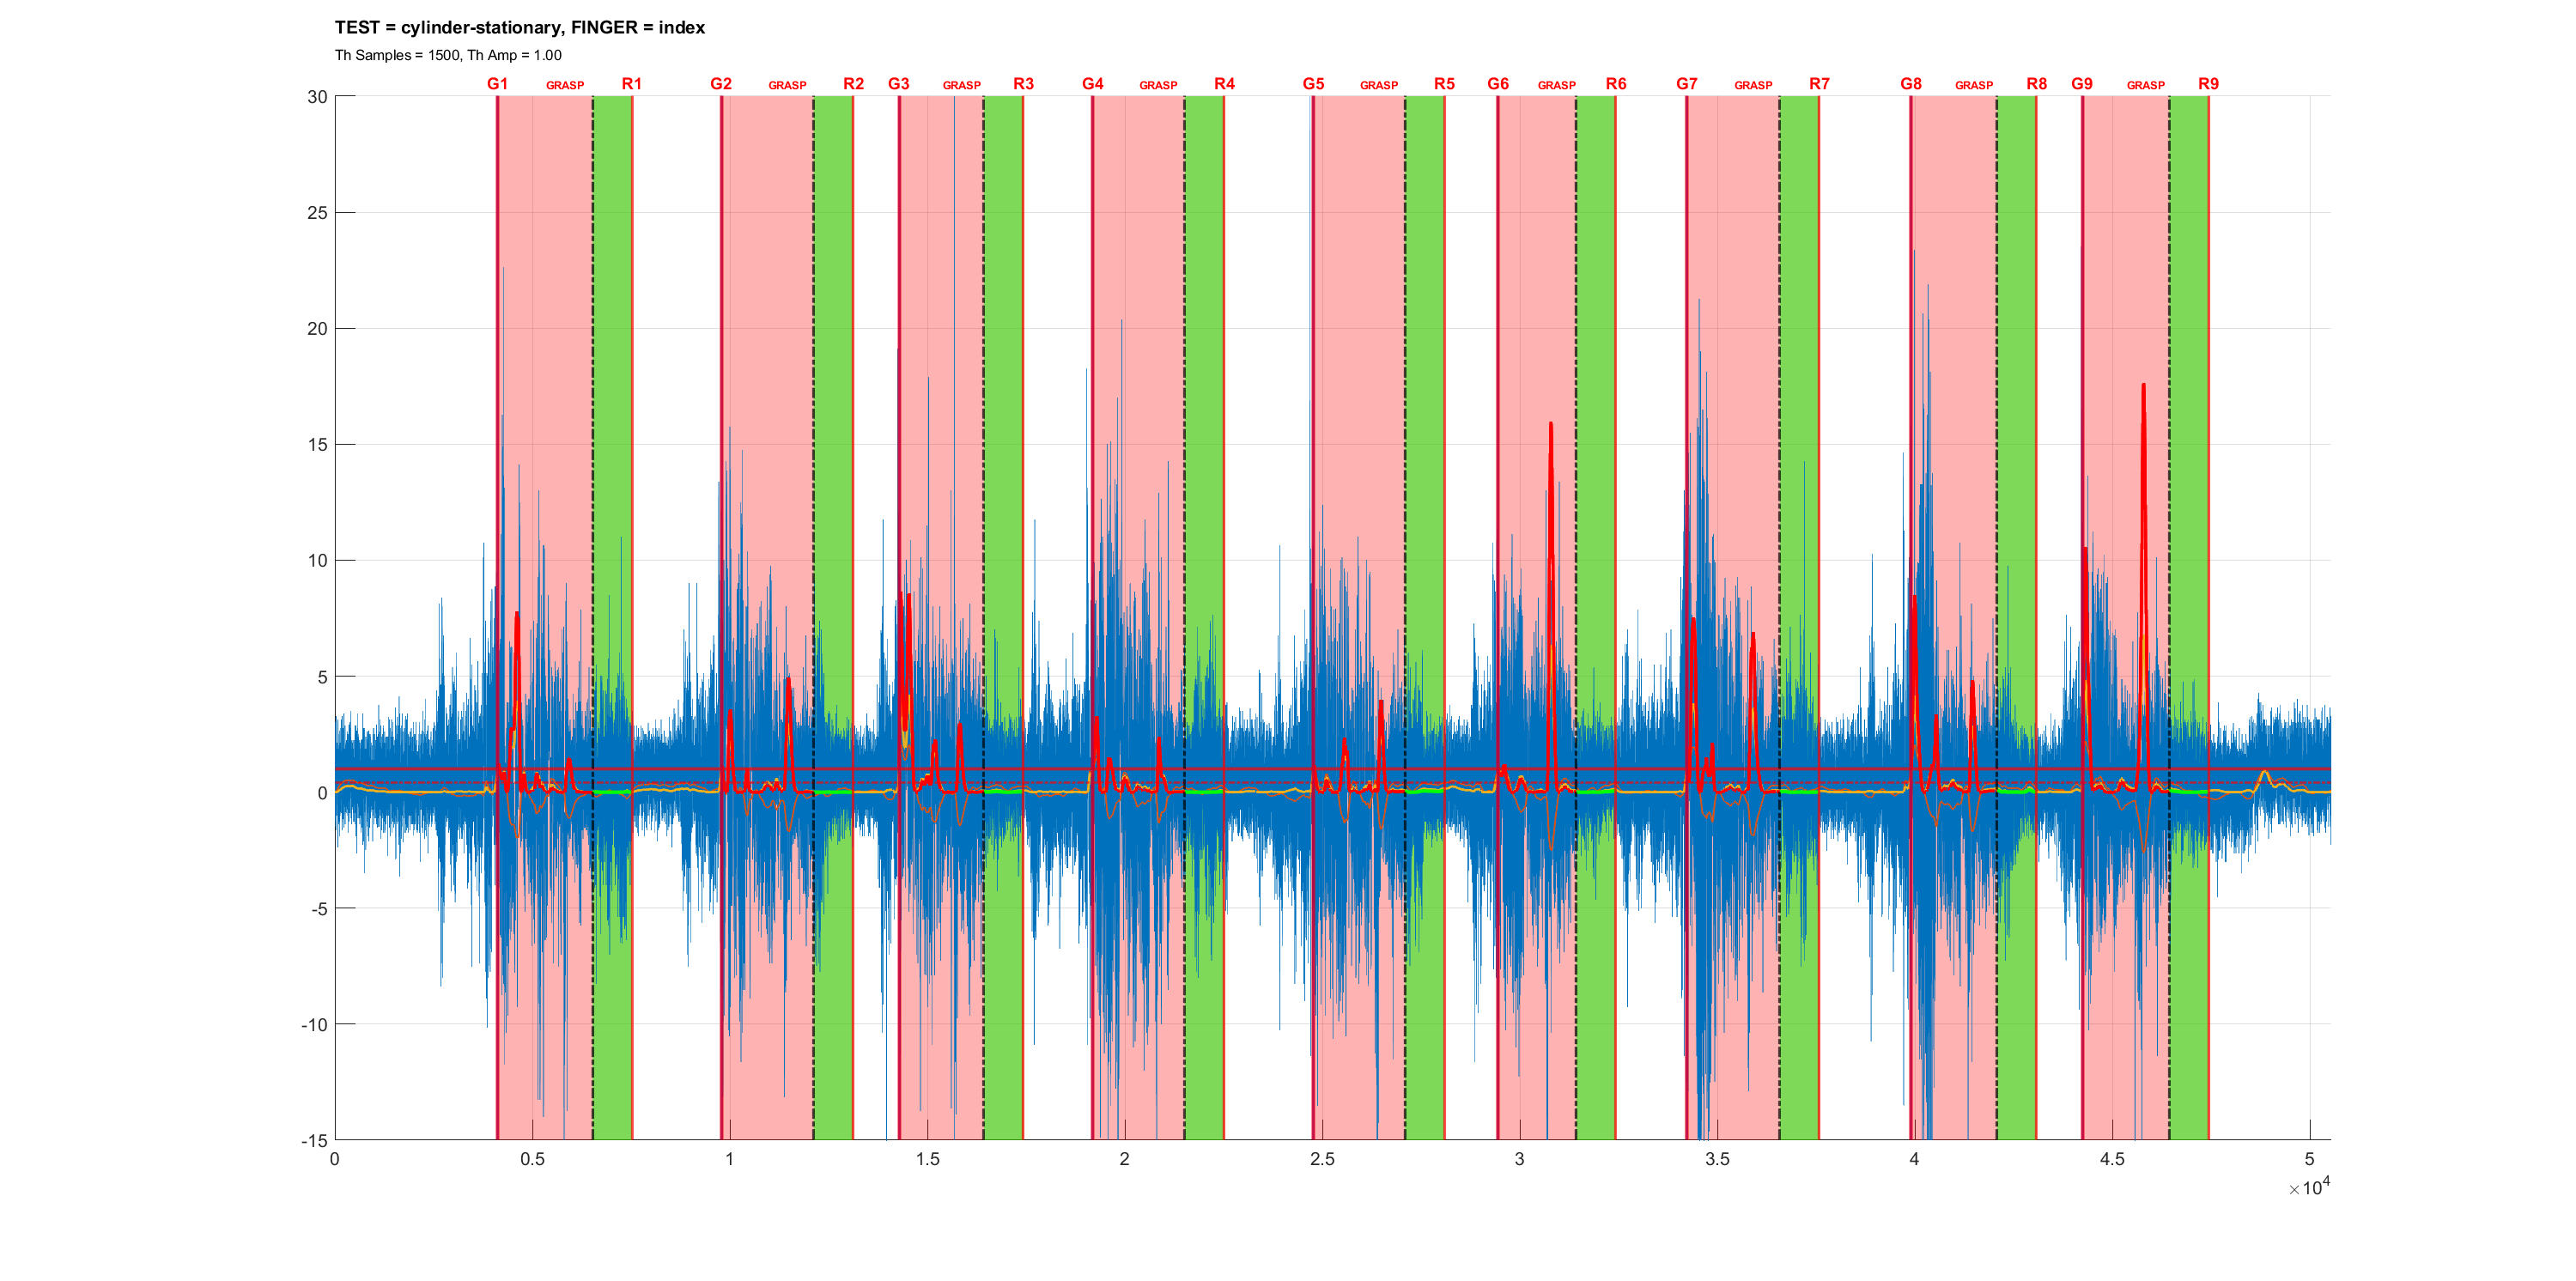 TEST = cylinder-stationary, FINGER = index
Th Samples = 1500, Th Amp = 1.00
G1 GRASP R1 G2 GRASP R2 G3 GRASP R3 G4 GRASP R4 G5 GRASP R5 G6 GRASP R6 G7 GRASP R7 G8 GRASP R8 G9 GRASP R9
30
25
20
15
10
5
0
-5
-10
-15
0 0.5 1 1.5 2 2.5 3 3.5 4 4.5 5
×10⁴